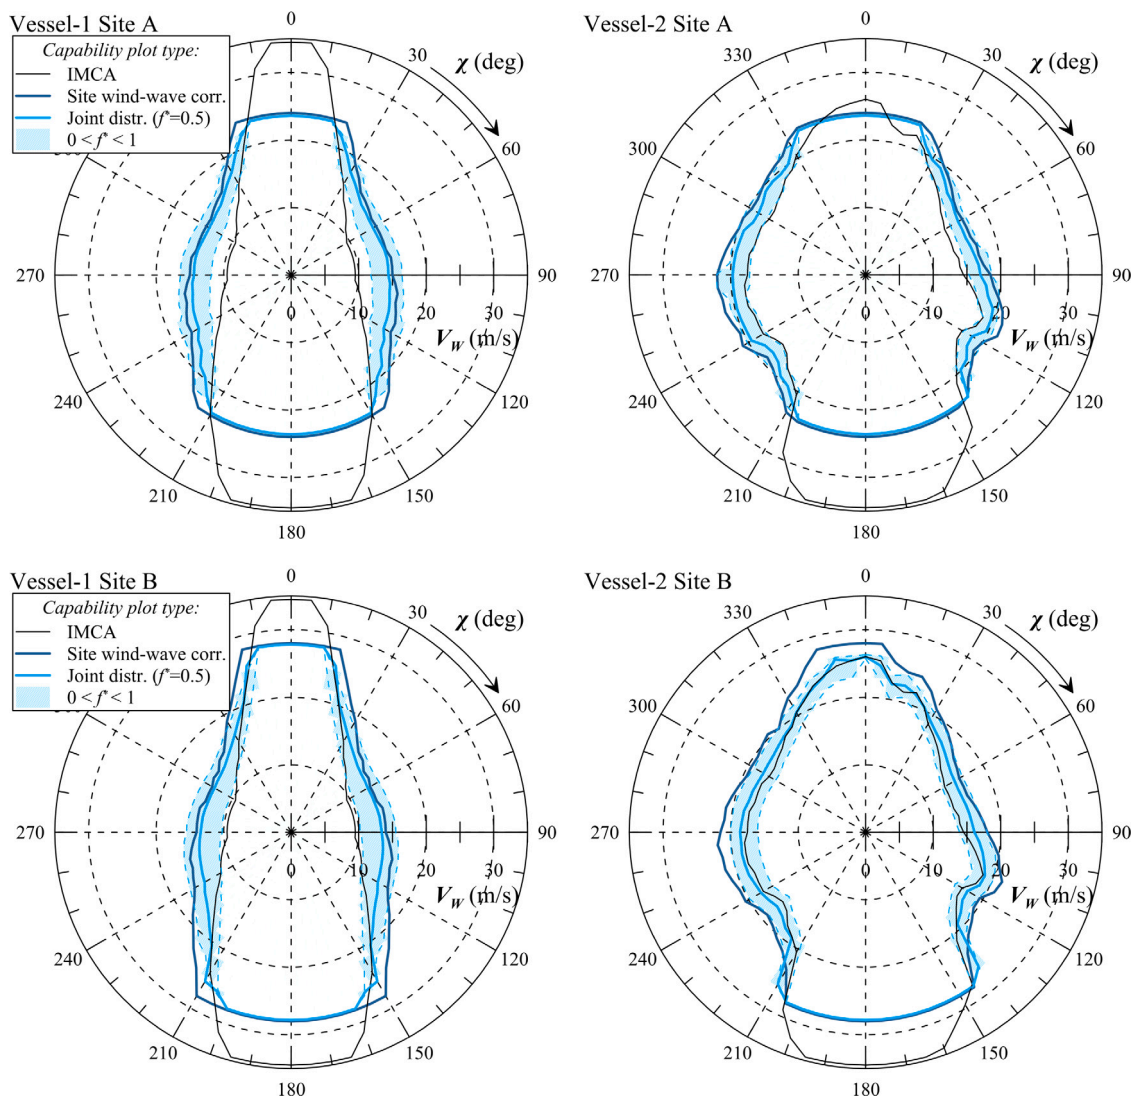 Vessel-1 Site A
0
Capability plot type:
IMCA
Site wind-wave corr.
Joint distr. (f*=0.5)
0 < f* < 1
30
χ (deg)
60
270
90
0
10
20
30
V_W (m/s)
240
120
210
150
180
Vessel-2 Site A
0
330
30
χ (deg)
300
60
270
90
0
10
20
30
V_W (m/s)
240
120
210
150
180
Vessel-1 Site B
0
Capability plot type:
IMCA
Site wind-wave corr.
Joint distr. (f*=0.5)
0 < f* < 1
30
χ (deg)
60
270
90
0
10
20
30
V_W (m/s)
240
120
210
150
180
Vessel-2 Site B
0
330
30
χ (deg)
300
60
270
90
0
10
20
30
V_W (m/s)
240
120
210
150
180